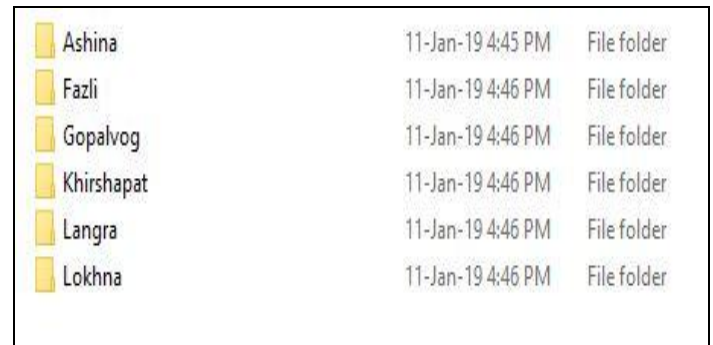 Ashina 11-Jan-19 4:45 PM File folder
Fazli 11-Jan-19 4:46 PM File folder
Gopalvog 11-Jan-19 4:46 PM File folder
Khirshapat 11-Jan-19 4:46 PM File folder
Langra 11-Jan-19 4:46 PM File folder
Lokhna 11-Jan-19 4:46 PM File folder